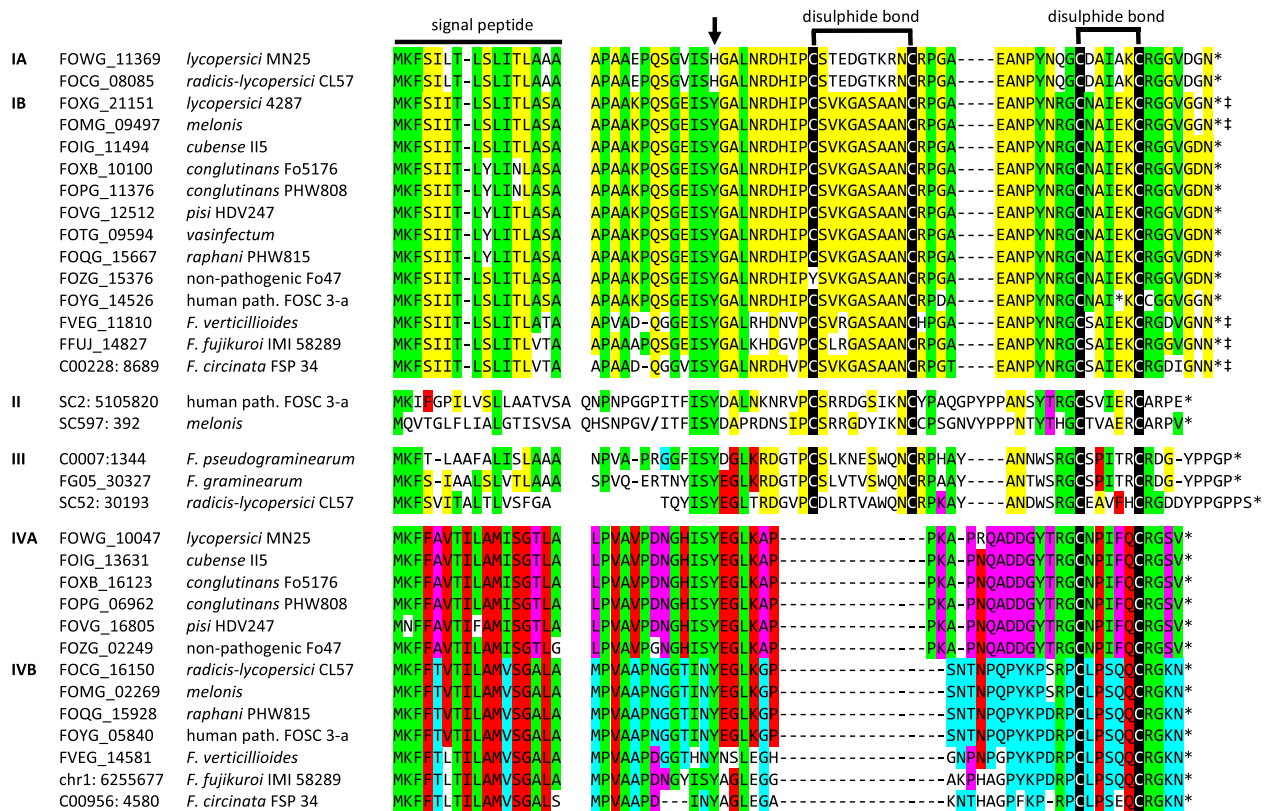 signal peptide disulphide bond disulphide bond
IA FOWG_11369 lycopersici MN25 MKFSILT-LSLITLAAA APAAEPQSGVISHGALNRDHIPCSTEDGTKRNCRPGA----EANPYNQGCDAIAKCRGGVDGN*
FOCG_08085 radicis-lycopersici CL57 MKFSILT-LSLITLAAA APAAEPQSGVISHGALNRDHIPCSTEDGTKRNCRPGA----EANPYNQGCDAIAKCRGGVDGN*
IB FOXG_21151 lycopersici 4287 MKFSIIT-LSLITLASA APAAKPQSGEISYGALNRDHIPCSVKGASAANCRPGA----EANPYNRGCNAIEKCRGGVGGN*‡
FOMG_09497 melonis MKFSIIT-LSLITLASA APAAKPQSGEISYGALNRDHIPCSVKGASAANCRPGA----EANPYNRGCNAIEKCRGGVGGN*‡
FOIG_11494 cubense II5 MKFSIIT-LSLITLASA APAAKPQSGEISYGALNRDHIPCSVKGASAANCRPGA----EANPYNRGCNAIEKCRGGVGDN*
FOXB_10100 conglutinans Fo5176 MKFSIIT-LYLINLASA APAAKPQSGEISYGALNRDHIPCSVKGASAANCRPGA----EANPYNRGCNAIEKCRGGVGDN*
FOPG_11376 conglutinans PHW808 MKFSIIT-LYLINLASA APAAKPQSGEISYGALNRDHIPCSVKGASAANCRPGA----EANPYNRGCNAIEKCRGGVGDN*
FOVG_12512 pisi HDV247 MKFSIIT-LYLITLASA APAAKPQSGEISYGALNRDHIPCSVKGASAANCRPGA----EANPYNRGCNAIEKCRGGVGDN*
FOTG_09594 vasinfectum MKFSIIT-LYLITLASA APAAKPQSGEISYGALNRDHIPCSVKGASAANCRPGA----EANPYNRGCNAIEKCRGGVGDN*
FOQG_15667 raphani PHW815 MKFSIIT-LYLITLASA APAAKPQSGEISYGALNRDHIPCSVKGASAANCRPGA----EANPYNRGCNAIEKCRGGVGDN*
FOZG_15376 non-pathogenic Fo47 MKFSIIT-LSLITLASA APAAKPQSGEISYGALNRDHIPYSVKGASAANCRPGA----EANPYNRGCNAIEKCRGGVGDN*
FOYG_14526 human path. FOSC 3-a MKFSIIT-LSLITLASA APAAKPQSGEISYGALNRDHIPCSVKGASAANCRPDA----EANPYNRGCNAI*KCCGGVGGN*
FVEG_11810 F. verticillioides MKFSIIT-LSLITLATA APVAD-QGGEISYGALRHDNVPCSVRGASAANCHPGA----EANPYNRGCSAIEKCRGDVGNN*‡
FFUJ_14827 F. fujikuroi IMI 58289 MKFSIIT-LSLITLVTA APAAAPQSGEISYGALKHDGVPCSLRGASAANCRPGA----EANPYNRGCSAIEKCRGGVGNN*‡
C00228: 8689 F. circinata FSP 34 MKFSIIT-LSLITLVTA APAAD-QGGVISYGALNRDHVPCSVKGASAANCRPGT----EANPYNRGCSAIEKCRGDIGNN*‡
II SC2: 5105820 human path. FOSC 3-a MKIFGPILVSLLAATVSA QNPNPGGPITFISYDALNKNRVPCSRRDGSIKNCYPAQGPYPPANSYTRGCSVIERCARPE*
SC597: 392 melonis MQVTGLFLIALGTISVSA QHSNPGV/ITFISYDAPRDNSIPCSRRGDYIKNCCPSGNVYPPPNTYTHGCTVAERCARPV*
III C0007:1344 F. pseudograminearum MKFT-LAAFALISLAAA NPVA-PRGGFISYDGLKRDGTPCSLKNESWQNCRPHAY----ANNWSRGCSPITRCRDG-YPPGP*
FG05_30327 F. graminearum MKFS-IAALSLVTLAAA SPVQ-ERTNYISYEGLKRDGTPCSLVTVSWQNCRPHAY----ANNWSRGCSPITRCRDG-YPPGP*
SC52: 30193 radicis-lycopersici CL57 MKFSVITALTLVSFGA TQYISYEGLTRDGVPCDLRTVAWQNCRPKAY----ANDWSRGCEAVFHCRGDDYPPGPPS*
IVA FOWG_10047 lycopersici MN25 MKFFAVTILAMISGTLA LPVAVPDNGHISYEGLKAP---------------PKA-PRQADDGYTRGCNPIFQCRGSV*
FOIG_13631 cubense II5 MKFFAVTILAMISGTLA LPVAVPDNGHISYEGLKAP---------------PKA-PNQADDGYTRGCNPIFQCRGSV*
FOXB_16123 conglutinans Fo5176 MKFFAVTILAMISGTLA LPVAVPDNGHISYEGLKAP---------------PKA-PNQADDGYTRGCNPIFQCRGSV*
FOPG_06962 conglutinans PHW808 MKFFAVTILAMISGTLA LPVAVPDNGHISYEGLKAP---------------PKA-PNQADDGYTRGCNPIFQCRGSV*
FOVG_16805 pisi HDV247 MNFFAVTIFAMISGTLA LPVAVPDNGHISYEGLKAP---------------PKA-PNQADDGYTRGCNPIFQCRGSV*
FOZG_02249 non-pathogenic Fo47 MKFFAVTILAMISGTLG LPVAVPGNGHISYEGLKAP---------------PKA-PNQADDGYTRGCNPIFQCRGSV*
IVB FOCG_16150 radicis-lycopersici CL57 MKFFTVTILAMVSGALA MPVAAPNGGTINYEGLKGP-----------------SNTNPQPYKPSRPCLPSQQCRGKN*
FOMG_02269 melonis MKFFTVTILAMVSGALA MPVAAPNGGTINYEGLKGP-----------------SNTNPQPYKPSRPCLPSQQCRGKN*
FOQG_15928 raphani PHW815 MKFFTVTILAMVSGALA MPVAAPNGGTINYEGLKGP-----------------SNTNPQPYKPDRPCLPSQQCRGKN*
FOYG_05840 human path. FOSC 3-a MKFFTVTILAMVSGALA MPVAAPNGGTINYEGLKGP-----------------SNTNPQPYKPDRPCLPSQQCRGKN*
FVEG_14581 F. verticillioides MKFFTLTILAMVSGALA MPVAAPDGGTHNYNSLEGH-----------------GNPNPGPYKPDRPCLPSQQCRGKN*
chr1: 6255677 F. fujikuroi IMI 58289 MKFFTLTILAMVSGALA MPVAAPDNGYISYAGLEGG-----------------AKPHAGPYKPDRPCLPSQQCRGKN*
C00956: 4580 F. circinata FSP 34 MKFFTLTILAMVSGALS MPVAAPD---INYAGLEGA-----------------KNTHAGPFKP-RPCLPSEQCRGKN*